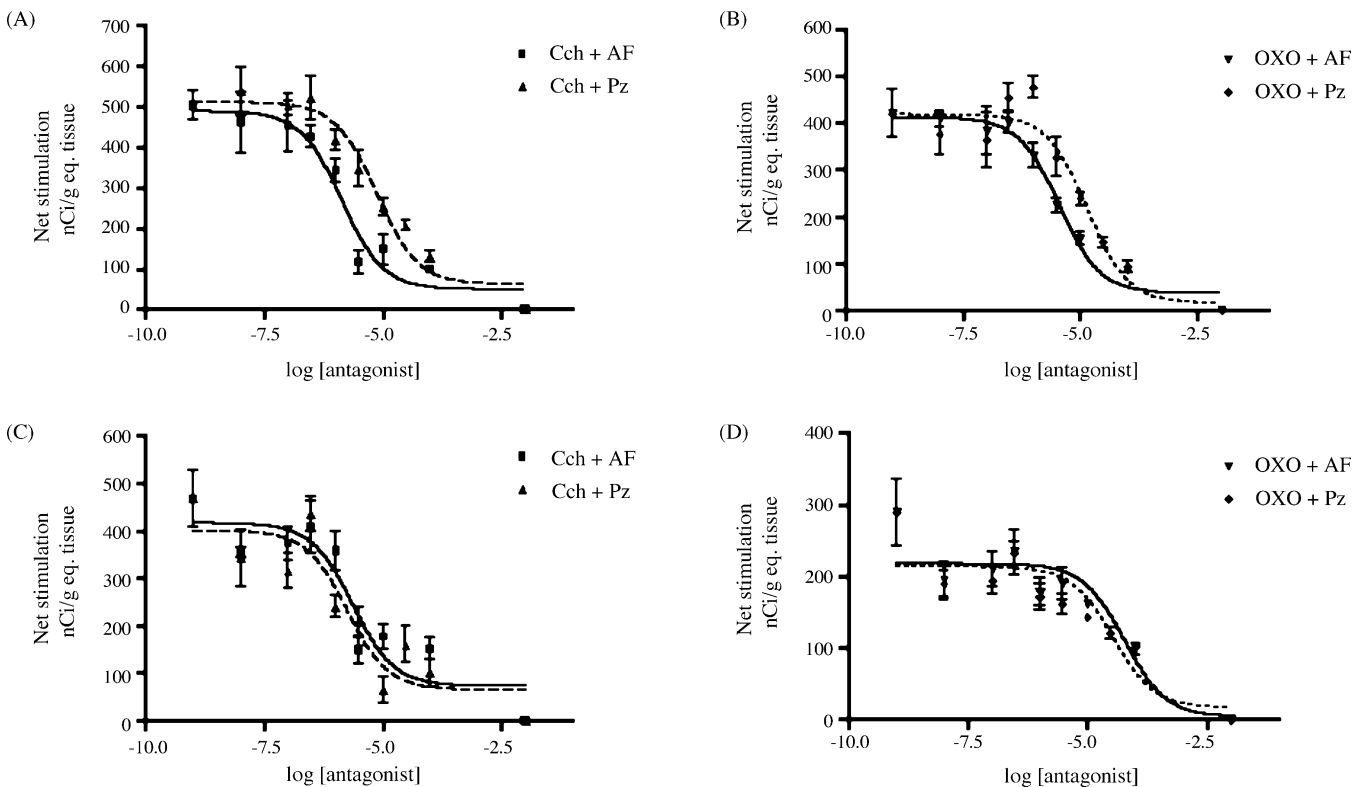 (A)
700
600
500
400
300
200
100
0
Net stimulation
nCi/g eq. tissue
Cch + AF
Cch + Pz
-10.0
-7.5
-5.0
-2.5
log [antagonist]
(B)
600
500
400
300
200
100
0
Net stimulation
nCi/g eq. tissue
OXO + AF
OXO + Pz
-10.0
-7.5
-5.0
-2.5
log [antagonist]
(C)
600
500
400
300
200
100
0
Net stimulation
nCi/g eq. tissue
Cch + AF
Cch + Pz
-10.0
-7.5
-5.0
-2.5
log [antagonist]
(D)
400
300
200
100
0
Net stimulation
nCi/g eq. tissue
OXO + AF
OXO + Pz
-10.0
-7.5
-5.0
-2.5
log [antagonist]